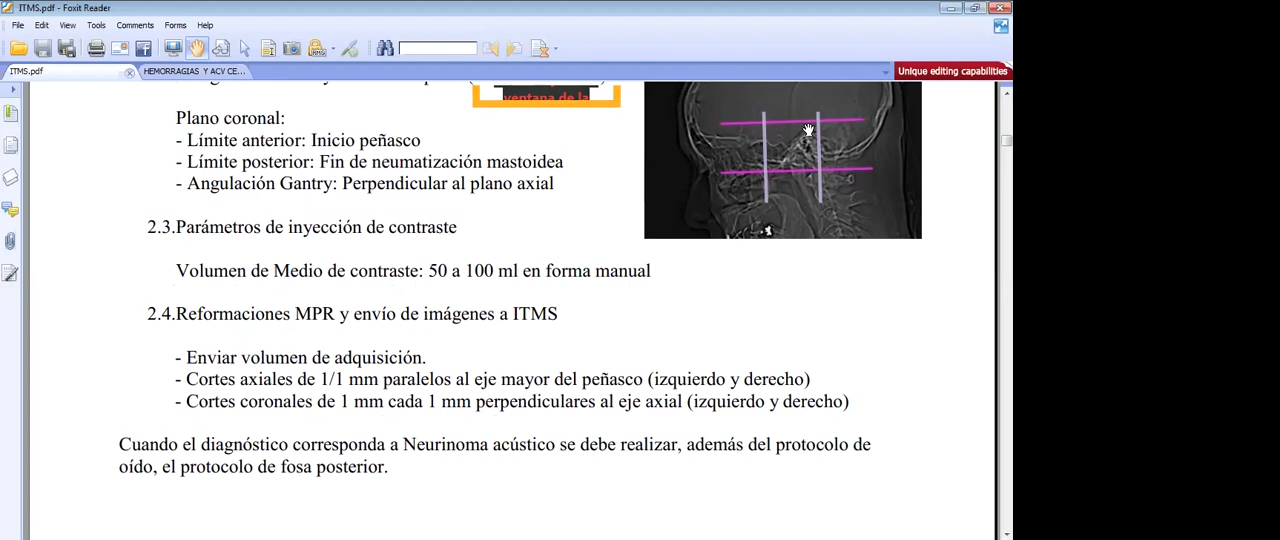 ITMS.pdf - Foxit Reader
File Edit View Tools Comments Forms Help
ITMS.pdf HEMORRAGIAS Y ACV CE... Unique editing capabilities
ventana de la
Plano coronal:
- Límite anterior: Inicio peñasco
- Límite posterior: Fin de neumatización mastoidea
- Angulación Gantry: Perpendicular al plano axial
2.3.Parámetros de inyección de contraste
Volumen de Medio de contraste: 50 a 100 ml en forma manual
2.4.Reformaciones MPR y envío de imágenes a ITMS
- Enviar volumen de adquisición.
- Cortes axiales de 1/1 mm paralelos al eje mayor del peñasco (izquierdo y derecho)
- Cortes coronales de 1 mm cada 1 mm perpendiculares al eje axial (izquierdo y derecho)
Cuando el diagnóstico corresponda a Neurinoma acústico se debe realizar, además del protocolo de
oído, el protocolo de fosa posterior.